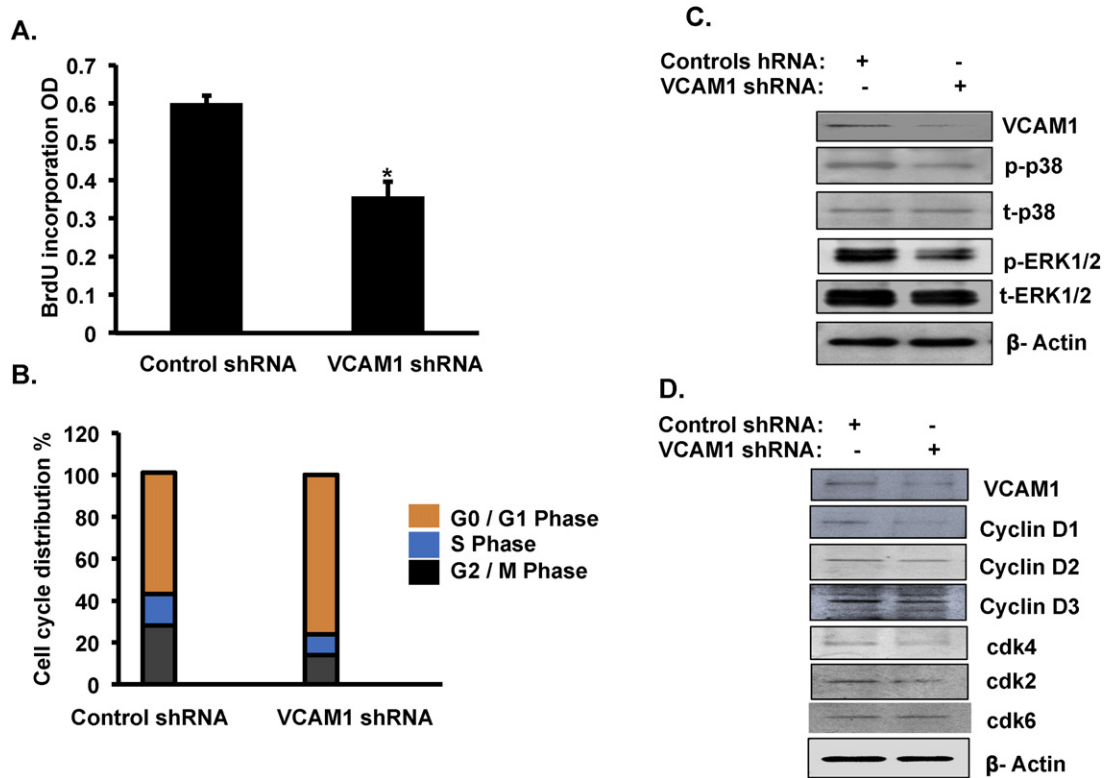 A.
BrdU incorporation OD
0.7
0.6
0.5
0.4
0.3
0.2
0.1
0
*
Control shRNA
VCAM1 shRNA
B.
Cell cycle distribution %
120
100
80
60
40
20
0
Control shRNA
VCAM1 shRNA
G0 / G1 Phase
S Phase
G2 / M Phase
C.
Controls hRNA: + -
VCAM1 shRNA: - +
VCAM1
p-p38
t-p38
p-ERK1/2
t-ERK1/2
β- Actin
D.
Control shRNA: + -
VCAM1 shRNA: - +
VCAM1
Cyclin D1
Cyclin D2
Cyclin D3
cdk4
cdk2
cdk6
β- Actin